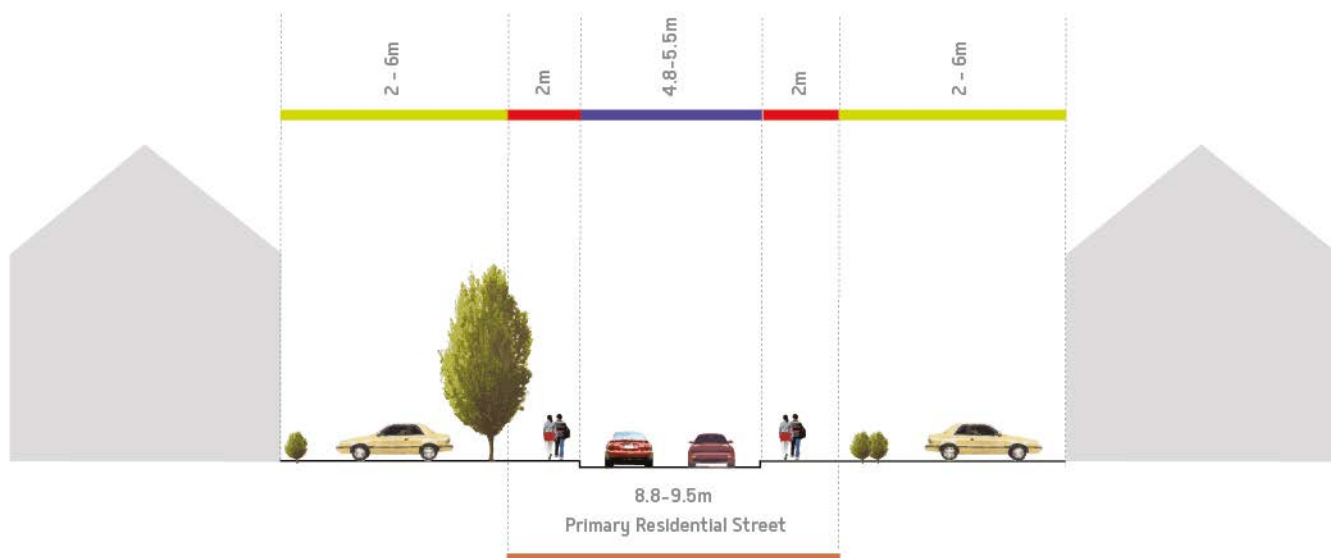 2 – 6m
2m
4.8–5.5m
2m
2 – 6m
8.8–9.5m
Primary Residential Street